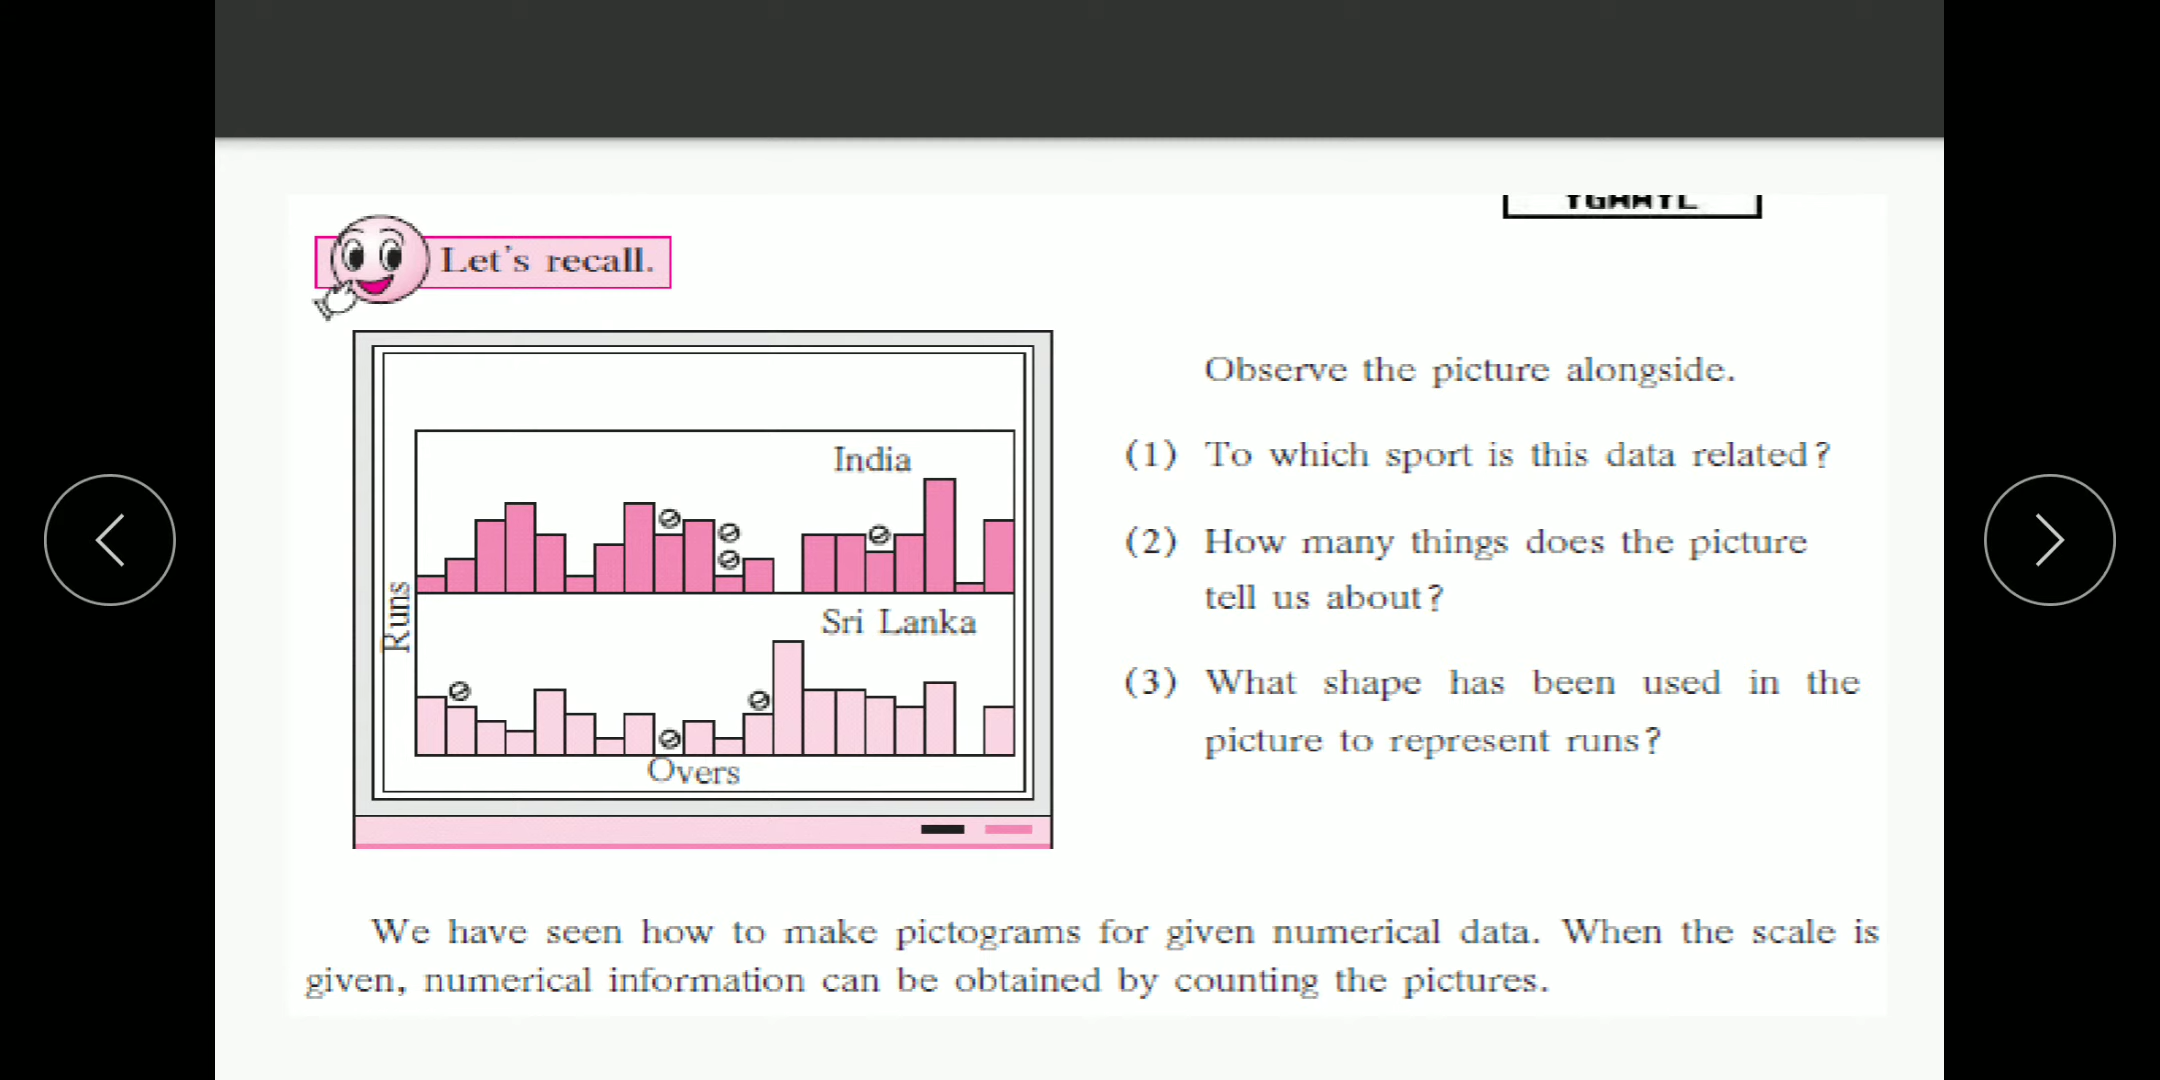 Let's recall.
Observe the picture alongside.
(1) To which sport is this data related?
(2) How many things does the picture
tell us about?
(3) What shape has been used in the
picture to represent runs?
India
Sri Lanka
Runs
Overs
We have seen how to make pictograms for given numerical data. When the scale is
given, numerical information can be obtained by counting the pictures.